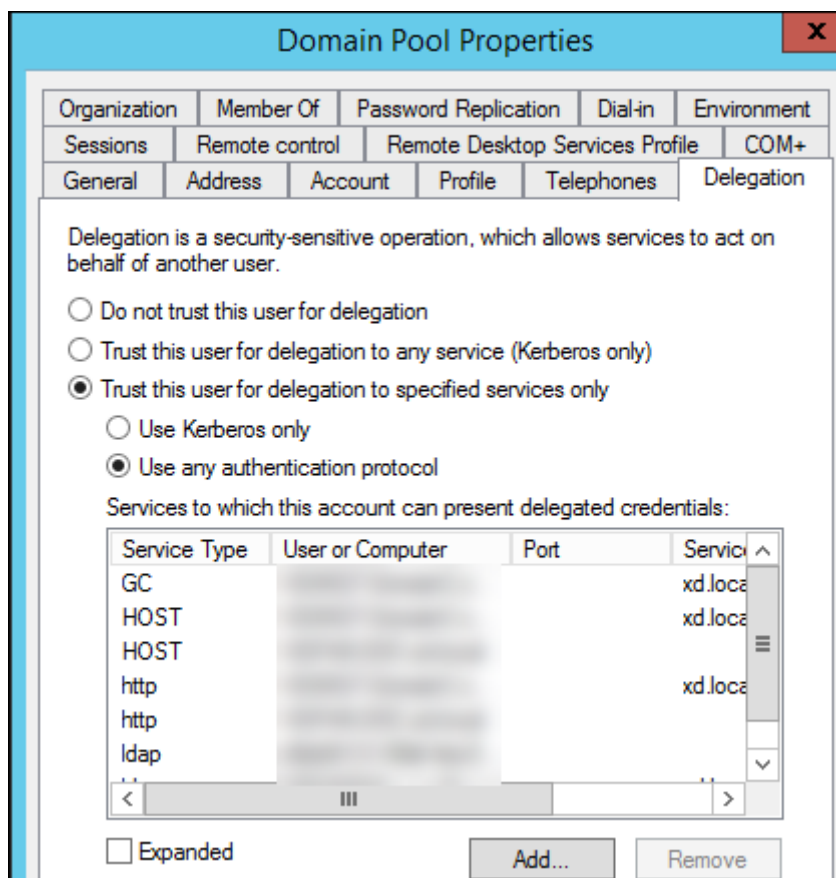 Domain Pool Properties
x
Organization Member Of Password Replication Dial-in Environment
Sessions Remote control Remote Desktop Services Profile COM+
General Address Account Profile Telephones Delegation
Delegation is a security-sensitive operation, which allows services to act on
behalf of another user.
Do not trust this user for delegation
Trust this user for delegation to any service (Kerberos only)
Trust this user for delegation to specified services only
Use Kerberos only
Use any authentication protocol
Services to which this account can present delegated credentials:
Service Type User or Computer Port Servic
GC xd.loca
HOST xd.loca
HOST
http xd.loca
http
ldap
Expanded Add... Remove